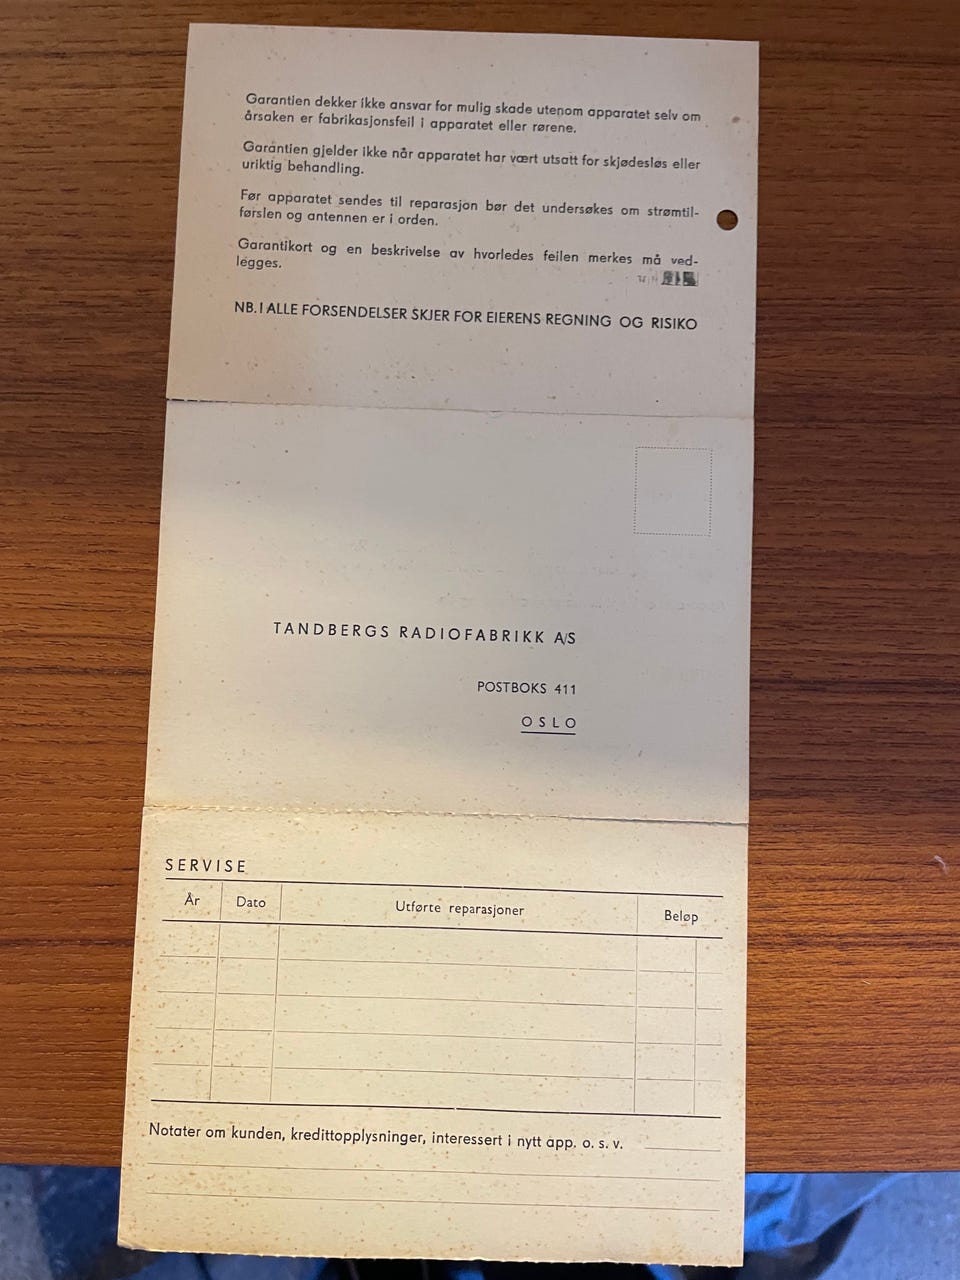 Garantien dekker ikke ansvar for mulig skade utenom apparatet selv om
årsaken er fabrikasjonsfeil i apparatet eller rørene.
Garantien gjelder ikke når apparatet har vært utsatt for skjødesløs eller
uriktig behandling.
Før apparatet sendes til reparasjon bør det undersøkes om strømtil-
førslen og antennen er i orden.
Garantikort og en beskrivelse av hvorledes feilen merkes må ved-
legges.
NB. I ALLE FORSENDELSER SKJER FOR EIERENS REGNING OG RISIKO
TANDBERGS RADIOFABRIKK A/S
POSTBOKS 411
OSLO
SERVISE
År Dato Utførte reparasjoner Beløp
Notater om kunden, kredittopplysninger, interessert i nytt app. o. s. v.